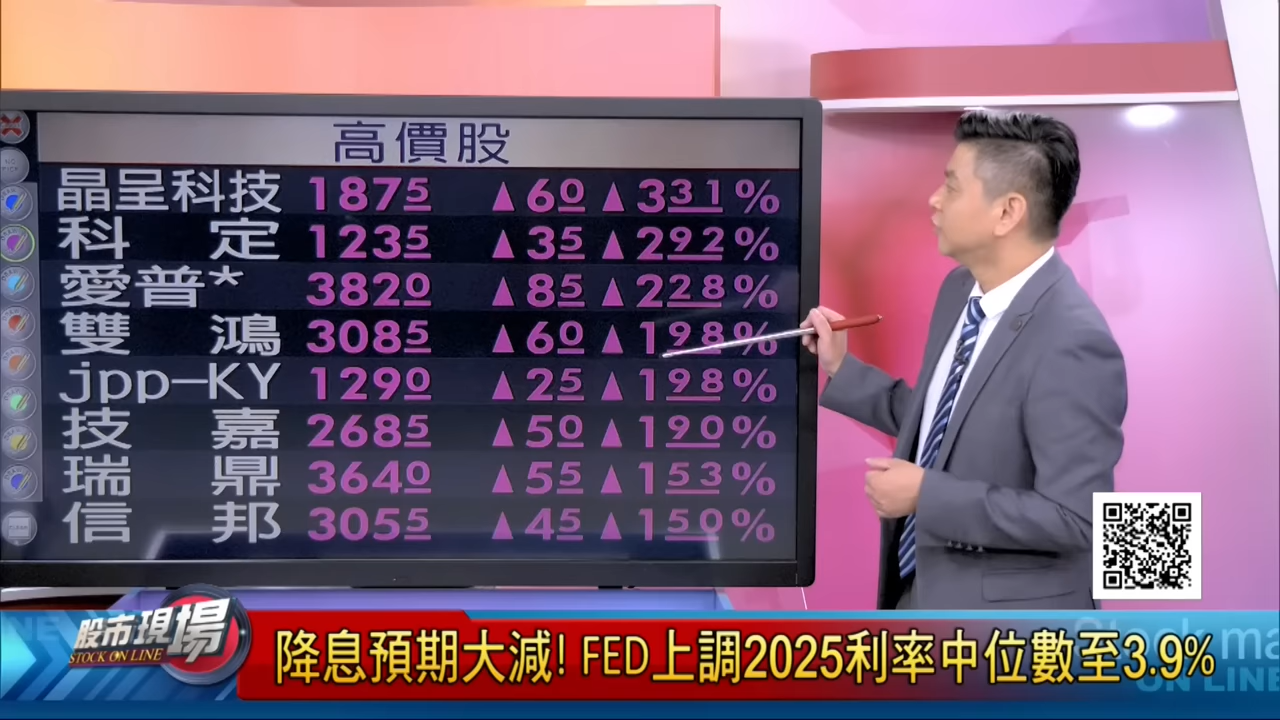 高價股
晶呈科技 1875 ▲60 ▲331%
科定 1235 ▲35 ▲292%
愛普* 3820 ▲85 ▲228%
雙鴻 3085 ▲60 ▲198%
jpp-KY 1290 ▲25 ▲198%
技嘉 2685 ▲50 ▲190%
瑞鼎 3640 ▲55 ▲153%
信邦 3055 ▲45 ▲150%
股市現場
STOCK ON LINE
降息預期大減! FED上調2025利率中位數至3.9%
ON LINE